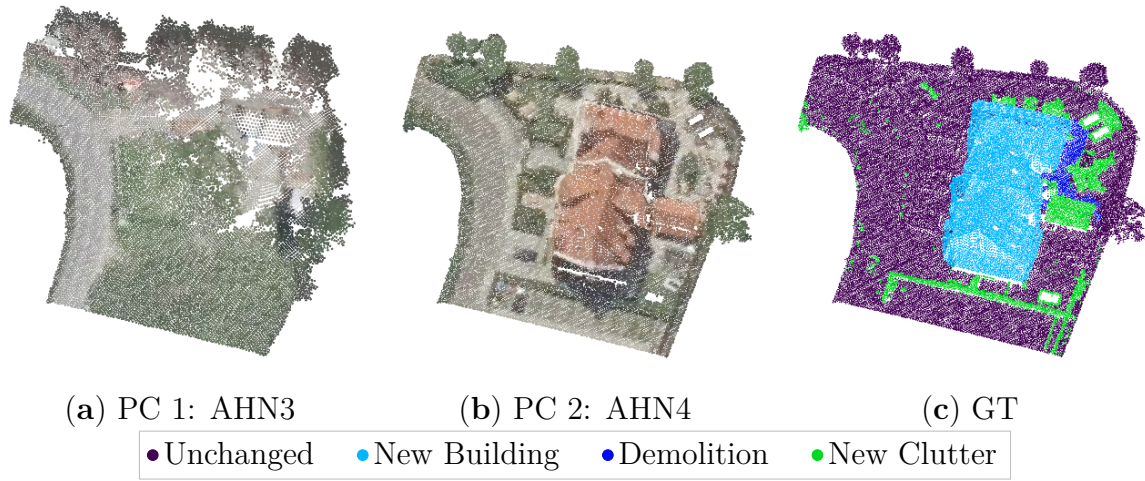 (a) PC 1: AHN3
(b) PC 2: AHN4
(c) GT
Unchanged New Building Demolition New Clutter